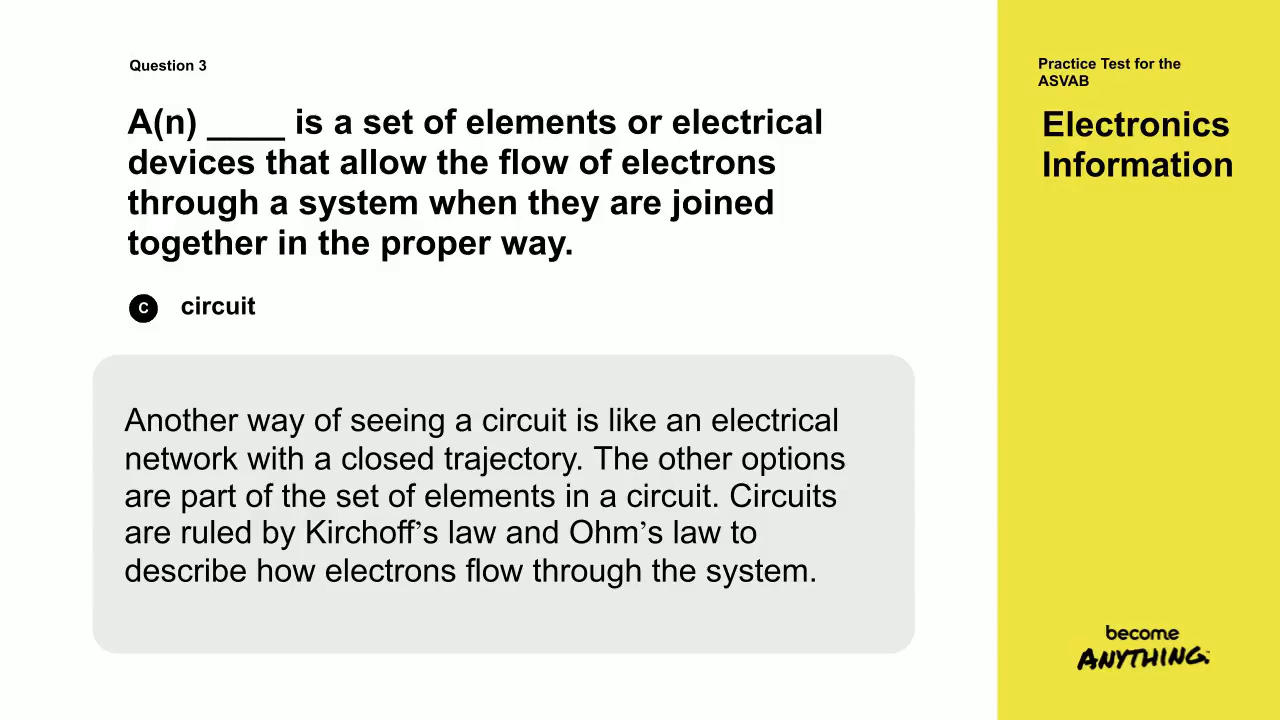 Question 3
A(n) ____ is a set of elements or electrical
devices that allow the flow of electrons
through a system when they are joined
together in the proper way.
C circuit
Another way of seeing a circuit is like an electrical
network with a closed trajectory. The other options
are part of the set of elements in a circuit. Circuits
are ruled by Kirchoff’s law and Ohm’s law to
describe how electrons flow through the system.
Practice Test for the
ASVAB
Electronics
Information
become
ANYTHING.